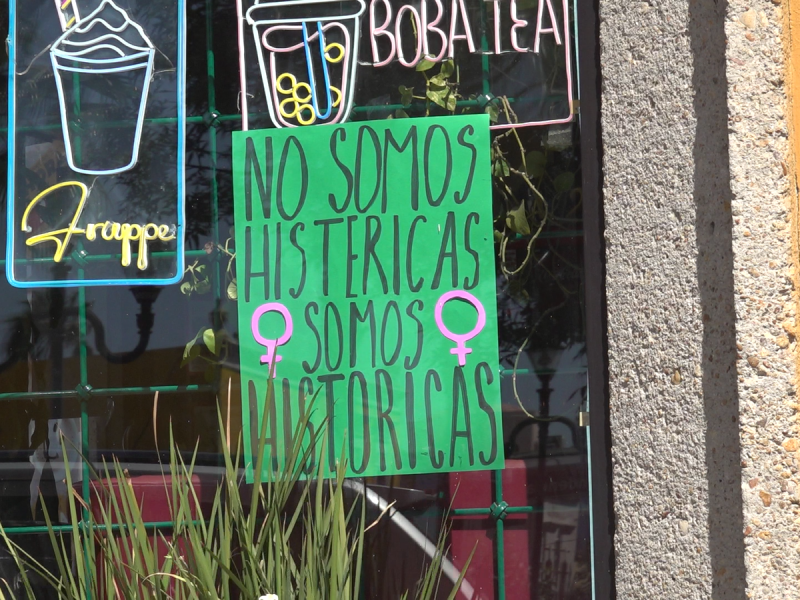 BOBA TEA
Frappe
NO SOMOS
HISTERICAS
SOMOS
HISTORICAS